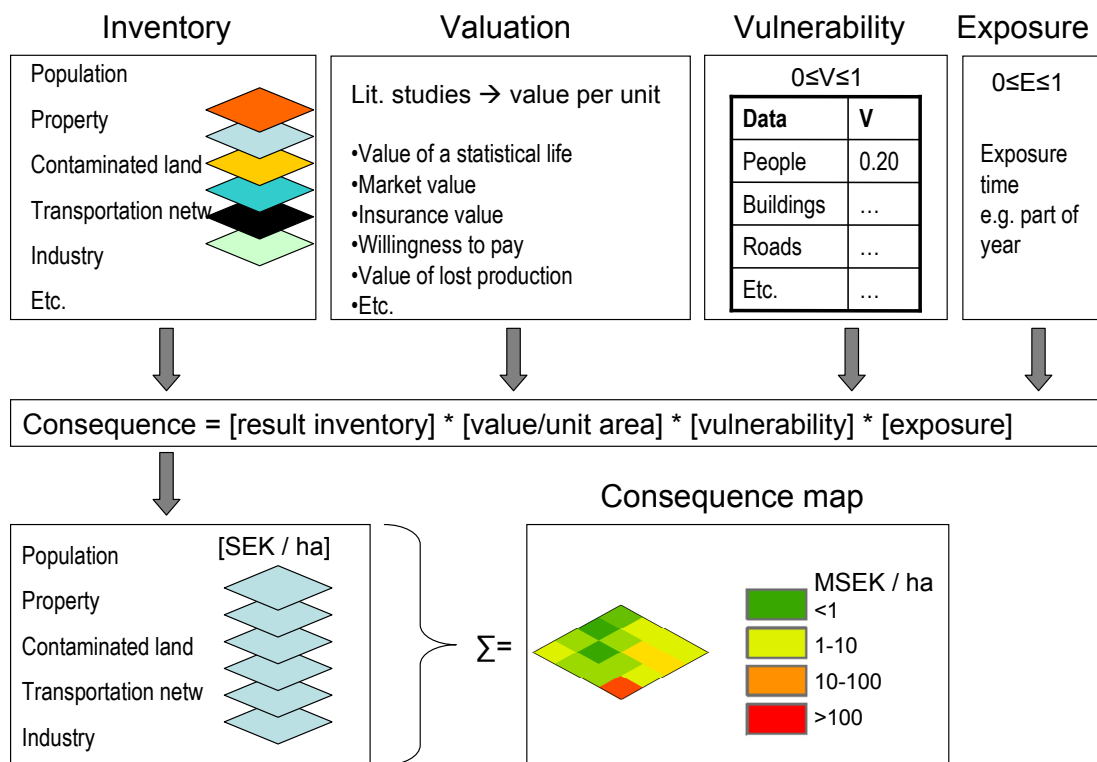 Inventory
Valuation
Vulnerability
Exposure
Population
Property
Contaminated land
Transportation netw
Industry
Etc.
Lit. studies → value per unit
•Value of a statistical life
•Market value
•Insurance value
•Willingness to pay
•Value of lost production
•Etc.
0≤V≤1
Data V
People 0.20
Buildings …
Roads …
Etc. …
0≤E≤1
Exposure
time
e.g. part of
year
Consequence = [result inventory] * [value/unit area] * [vulnerability] * [exposure]
Consequence map
[SEK / ha]
Population
Property
Contaminated land
Transportation netw
Industry
∑=
MSEK / ha
<1
1-10
10-100
>100